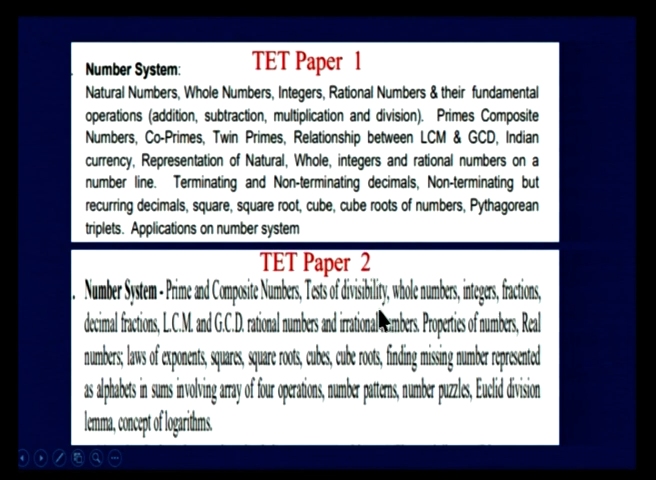 TET Paper 1
Number System:
Natural Numbers, Whole Numbers, Integers, Rational Numbers & their fundamental
operations (addition, subtraction, multiplication and division). Primes Composite
Numbers, Co-Primes, Twin Primes, Relationship between LCM & GCD, Indian
currency, Representation of Natural, Whole, integers and rational numbers on a
number line. Terminating and Non-terminating decimals, Non-terminating but
recurring decimals, square, square root, cube, cube roots of numbers, Pythagorean
triplets. Applications on number system
TET Paper 2
. Number System - Prime and Composite Numbers, Tests of divisibility, whole numbers, integers, fractions,
decimal fractions, L.C.M. and G.C.D. rational numbers and irrational numbers. Properties of numbers, Real
numbers; laws of exponents, squares, square roots, cubes, cube roots, finding missing number represented
as alphabets in sums involving array of four operations, number patterns, number puzzles, Euclid division
lemma, concept of logarithms.